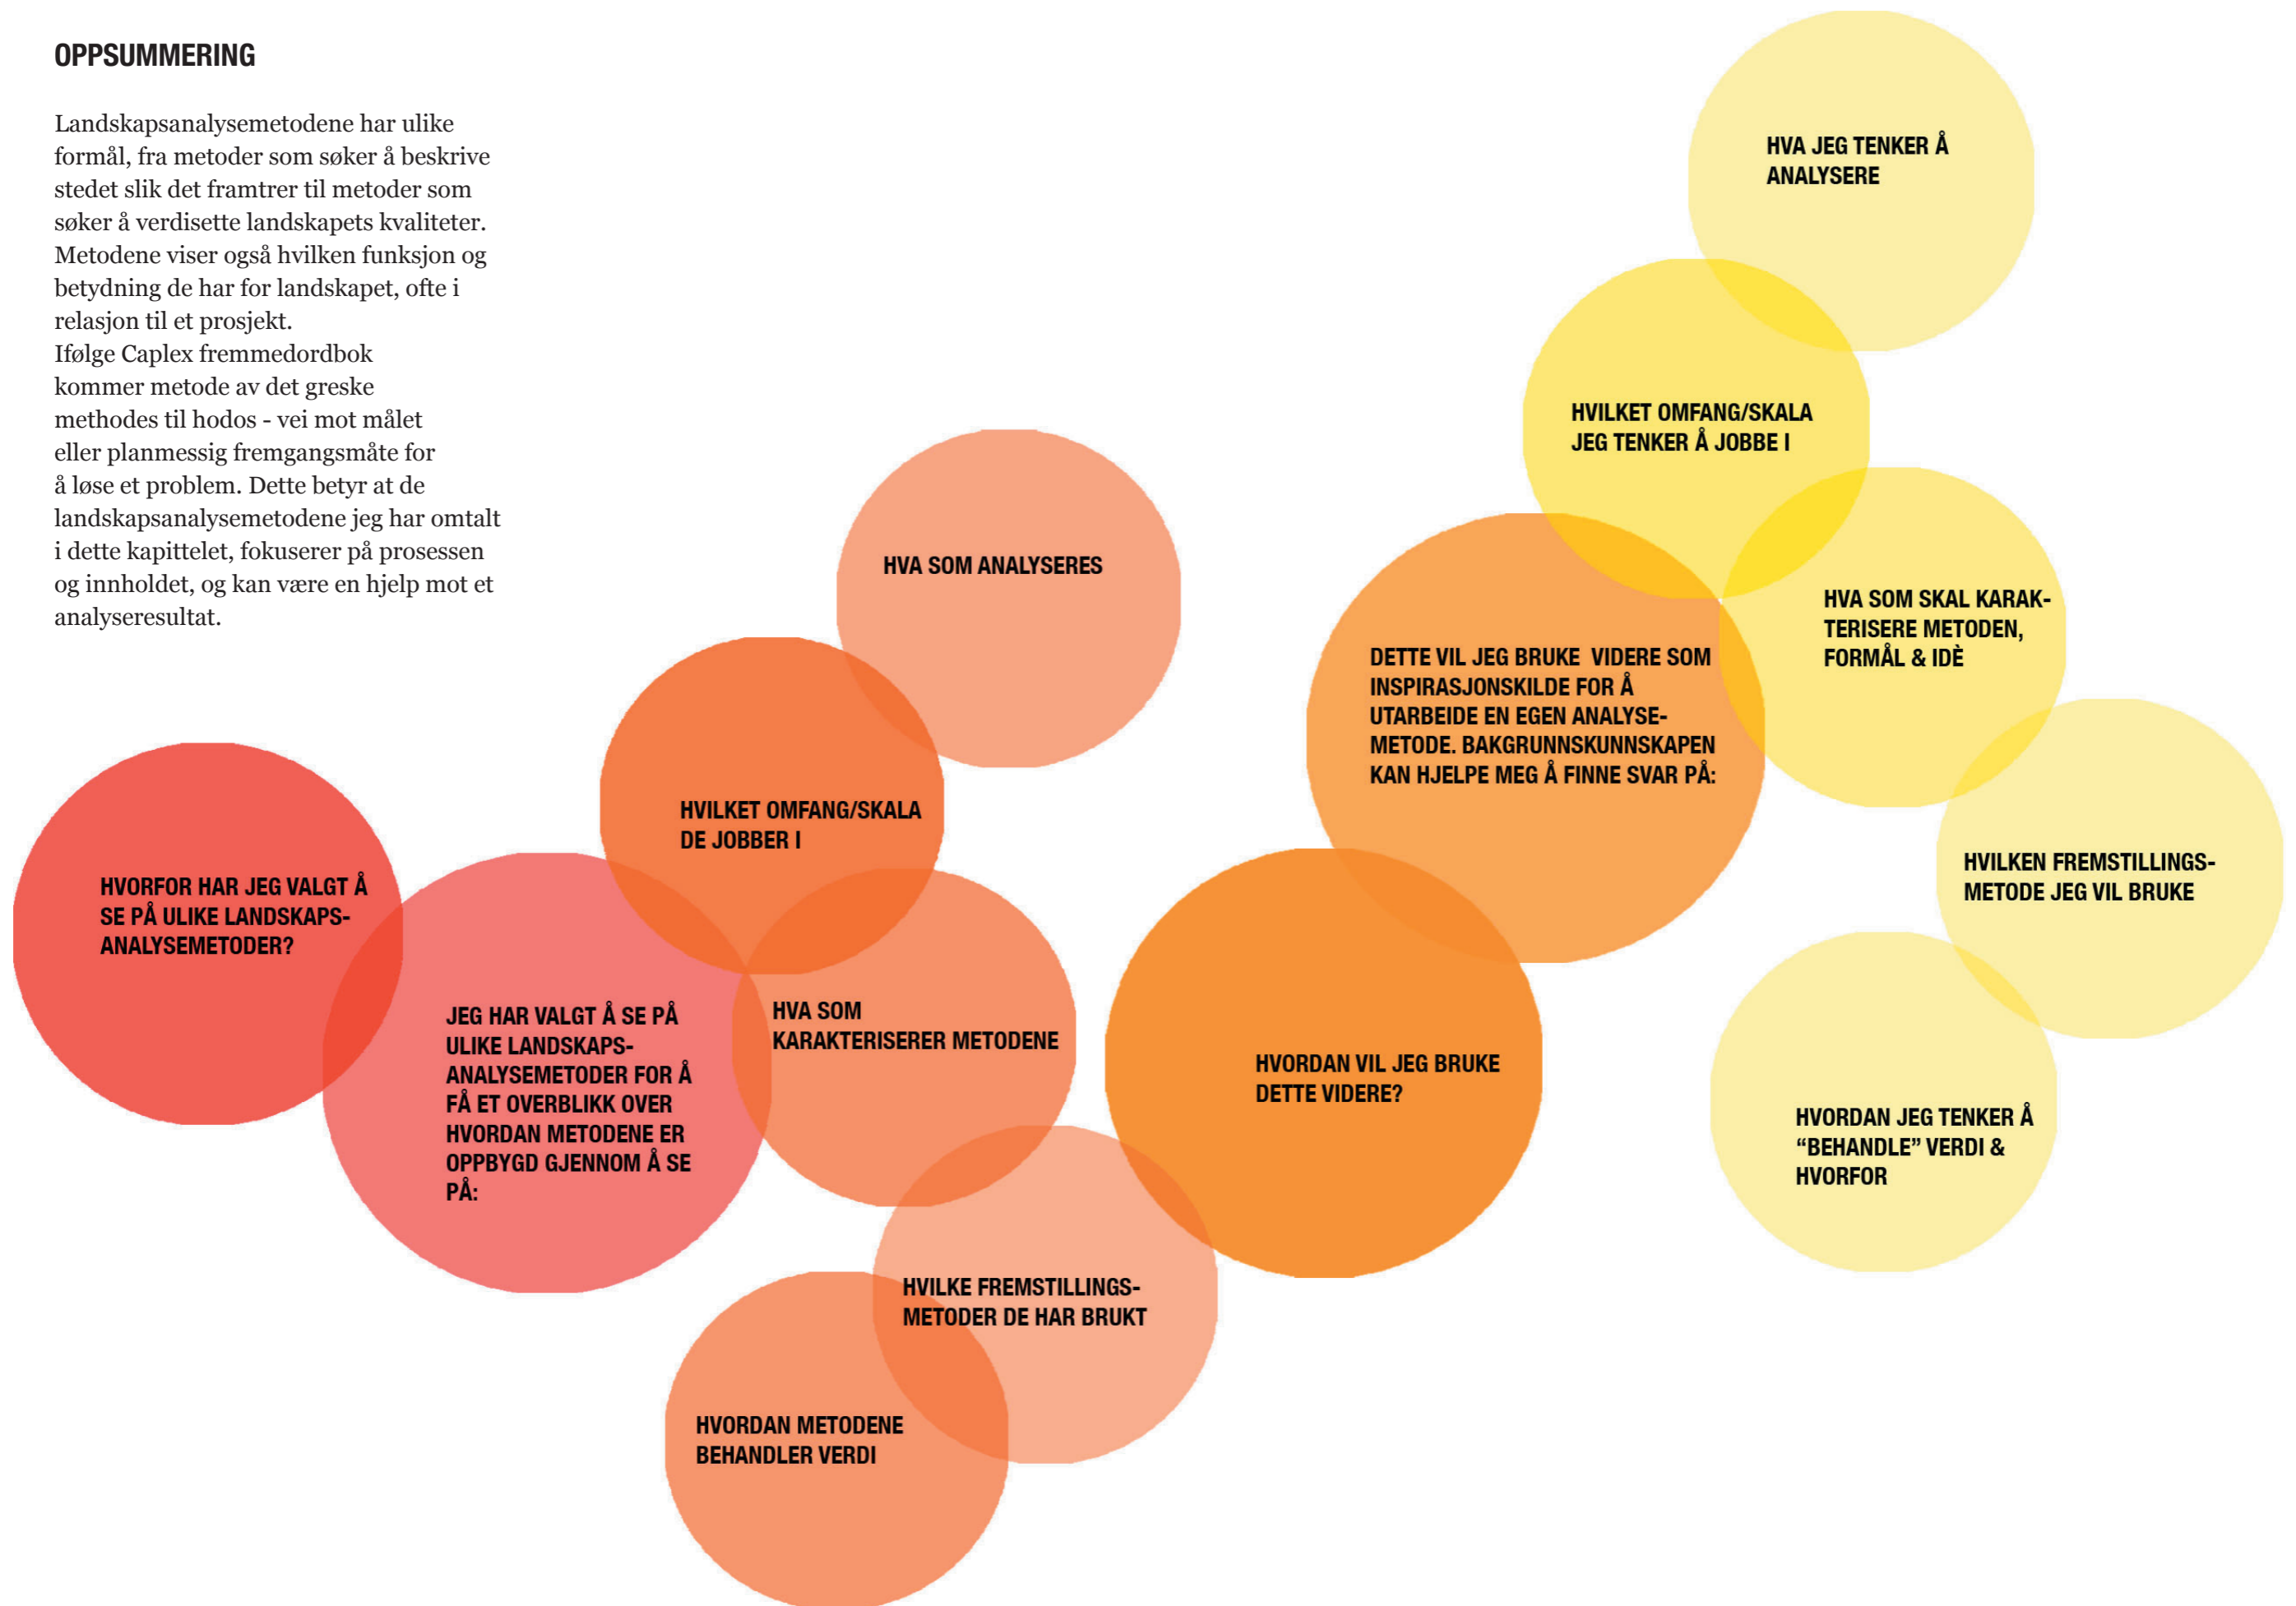 OPPSUMMERING
Landskapsanalysemetodene har ulike
formål, fra metoder som søker å beskrive
stedet slik det framtrer til metoder som
søker å verdisette landskapets kvaliteter.
Metodene viser også hvilken funksjon og
betydning de har for landskapet, ofte i
relasjon til et prosjekt.
Ifølge Caplex fremmedordbok
kommer metode av det greske
methodes til hodos - vei mot målet
eller planmessig fremgangsmåte for
å løse et problem. Dette betyr at de
landskapsanalysemetodene jeg har omtalt
i dette kapittelet, fokuserer på prosessen
og innholdet, og kan være en hjelp mot et
analyseresultat.
HVORFOR HAR JEG VALGT Å
SE PÅ ULIKE LANDSKAPS-
ANALYSEMETODER?
JEG HAR VALGT Å SE PÅ
ULIKE LANDSKAPS-
ANALYSEMETODER FOR Å
FÅ ET OVERBLIKK OVER
HVORDAN METODENE ER
OPPBYGD GJENNOM Å SE
PÅ:
HVA SOM ANALYSERES
HVILKET OMFANG/SKALA
DE JOBBER I
HVA SOM
KARAKTERISERER METODENE
HVILKE FREMSTILLINGS-
METODER DE HAR BRUKT
HVORDAN METODENE
BEHANDLER VERDI
HVORDAN VIL JEG BRUKE
DETTE VIDERE?
DETTE VIL JEG BRUKE VIDERE SOM
INSPIRASJONSKILDE FOR Å
UTARBEIDE EN EGEN ANALYSE-
METODE. BAKGRUNNSKUNNSKAPEN
KAN HJELPE MEG Å FINNE SVAR PÅ:
HVA JEG TENKER Å
ANALYSERE
HVILKET OMFANG/SKALA
JEG TENKER Å JOBBE I
HVA SOM SKAL KARAK-
TERISERE METODEN,
FORMÅL & IDÈ
HVILKEN FREMSTILLINGS-
METODE JEG VIL BRUKE
HVORDAN JEG TENKER Å
“BEHANDLE” VERDI &
HVORFOR